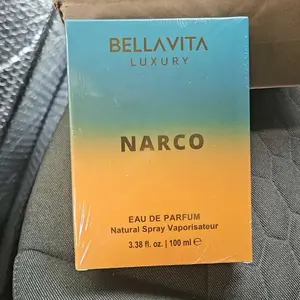 BELLAVITA
LUXURY
NARCO
EAU DE PARFUM
Natural Spray Vaporisateur
3.38 fl. oz. | 100 ml ℮